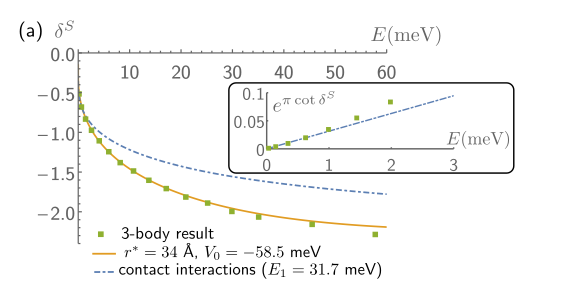 (a) δ^S E(meV)
0.0
10 20 30 40 50 60
−0.5
−1.0
−1.5
−2.0
0.1
e^{π cot δ^S}
0.05
E(meV)
0
0 1 2 3
3-body result
r* = 34 Å, V_0 = −58.5 meV
contact interactions (E_1 = 31.7 meV)